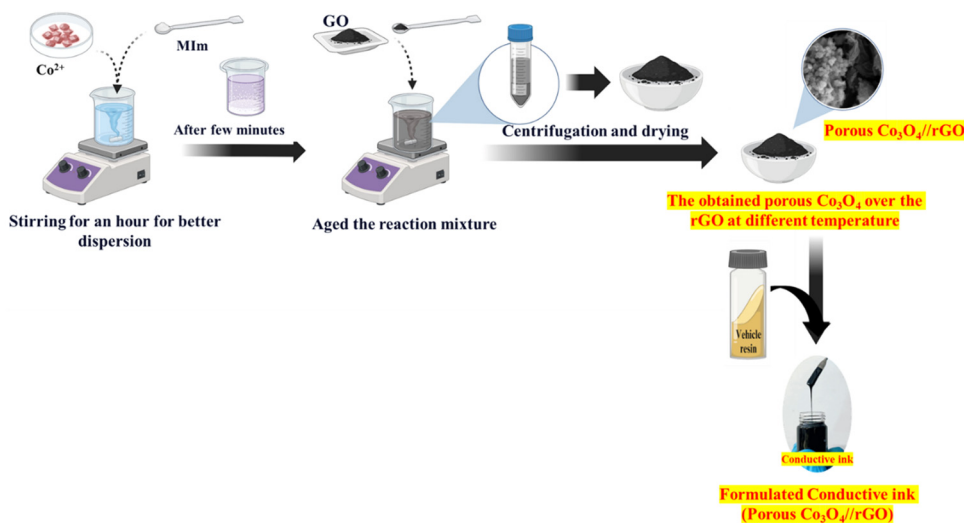 Co²⁺
MIm
After few minutes
Stirring for an hour for better
dispersion
GO
Aged the reaction mixture
Centrifugation and drying
Porous Co₃O₄//rGO
The obtained porous Co₃O₄ over the
rGO at different temperature
Vehicle
resin
Conductive ink
Formulated Conductive ink
(Porous Co₃O₄//rGO)